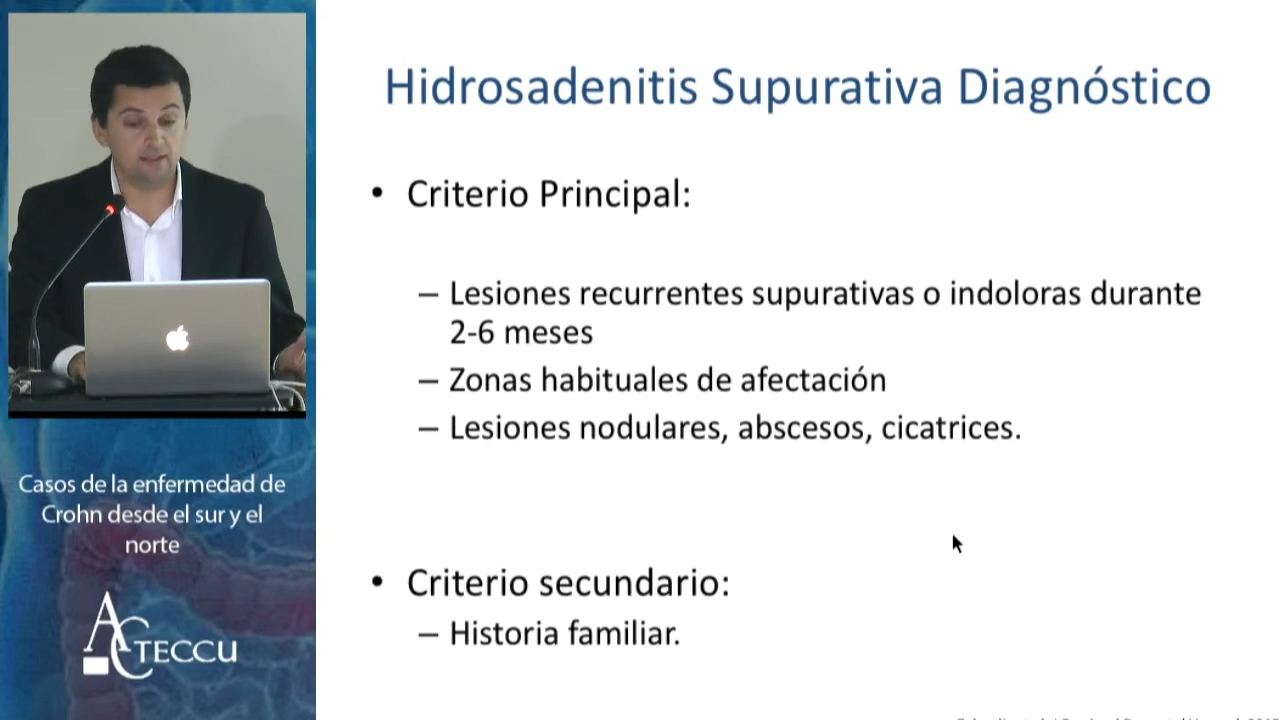 Hidrosadenitis Supurativa Diagnóstico
• Criterio Principal:
– Lesiones recurrentes supurativas o indoloras durante
2-6 meses
– Zonas habituales de afectación
– Lesiones nodulares, abscesos, cicatrices.
• Criterio secundario:
– Historia familiar.
Casos de la enfermedad de
Crohn desde el sur y el
norte
ACTECCU